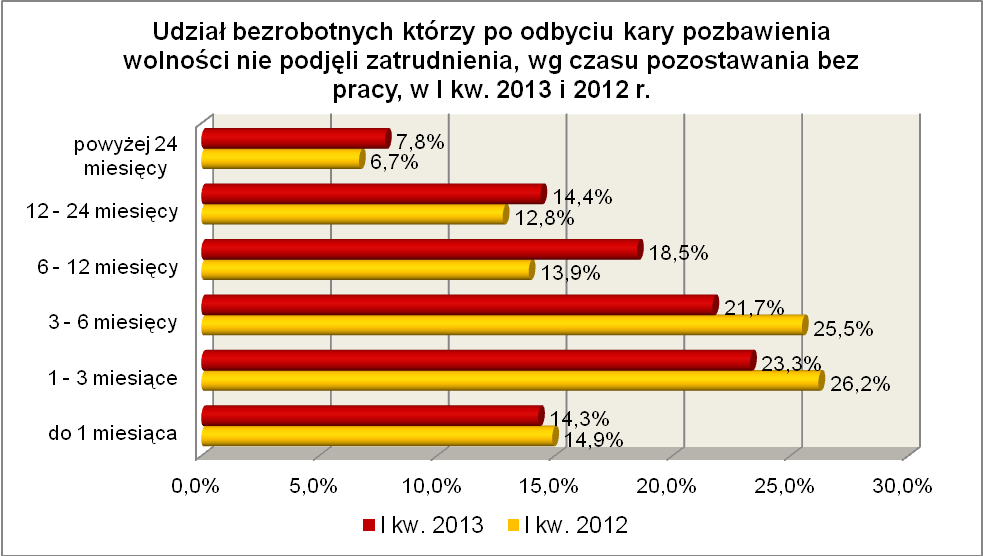 Udział bezrobotnych którzy po odbyciu kary pozbawienia
wolności nie podjęli zatrudnienia, wg czasu pozostawania bez
pracy, w I kw. 2013 i 2012 r.
powyżej 24
miesięcy
7,8%
6,7%
12 - 24 miesięcy
14,4%
12,8%
6 - 12 miesięcy
18,5%
13,9%
3 - 6 miesięcy
21,7%
25,5%
1 - 3 miesiące
23,3%
26,2%
do 1 miesiąca
14,3%
14,9%
0,0% 5,0% 10,0% 15,0% 20,0% 25,0% 30,0%
I kw. 2013 I kw. 2012